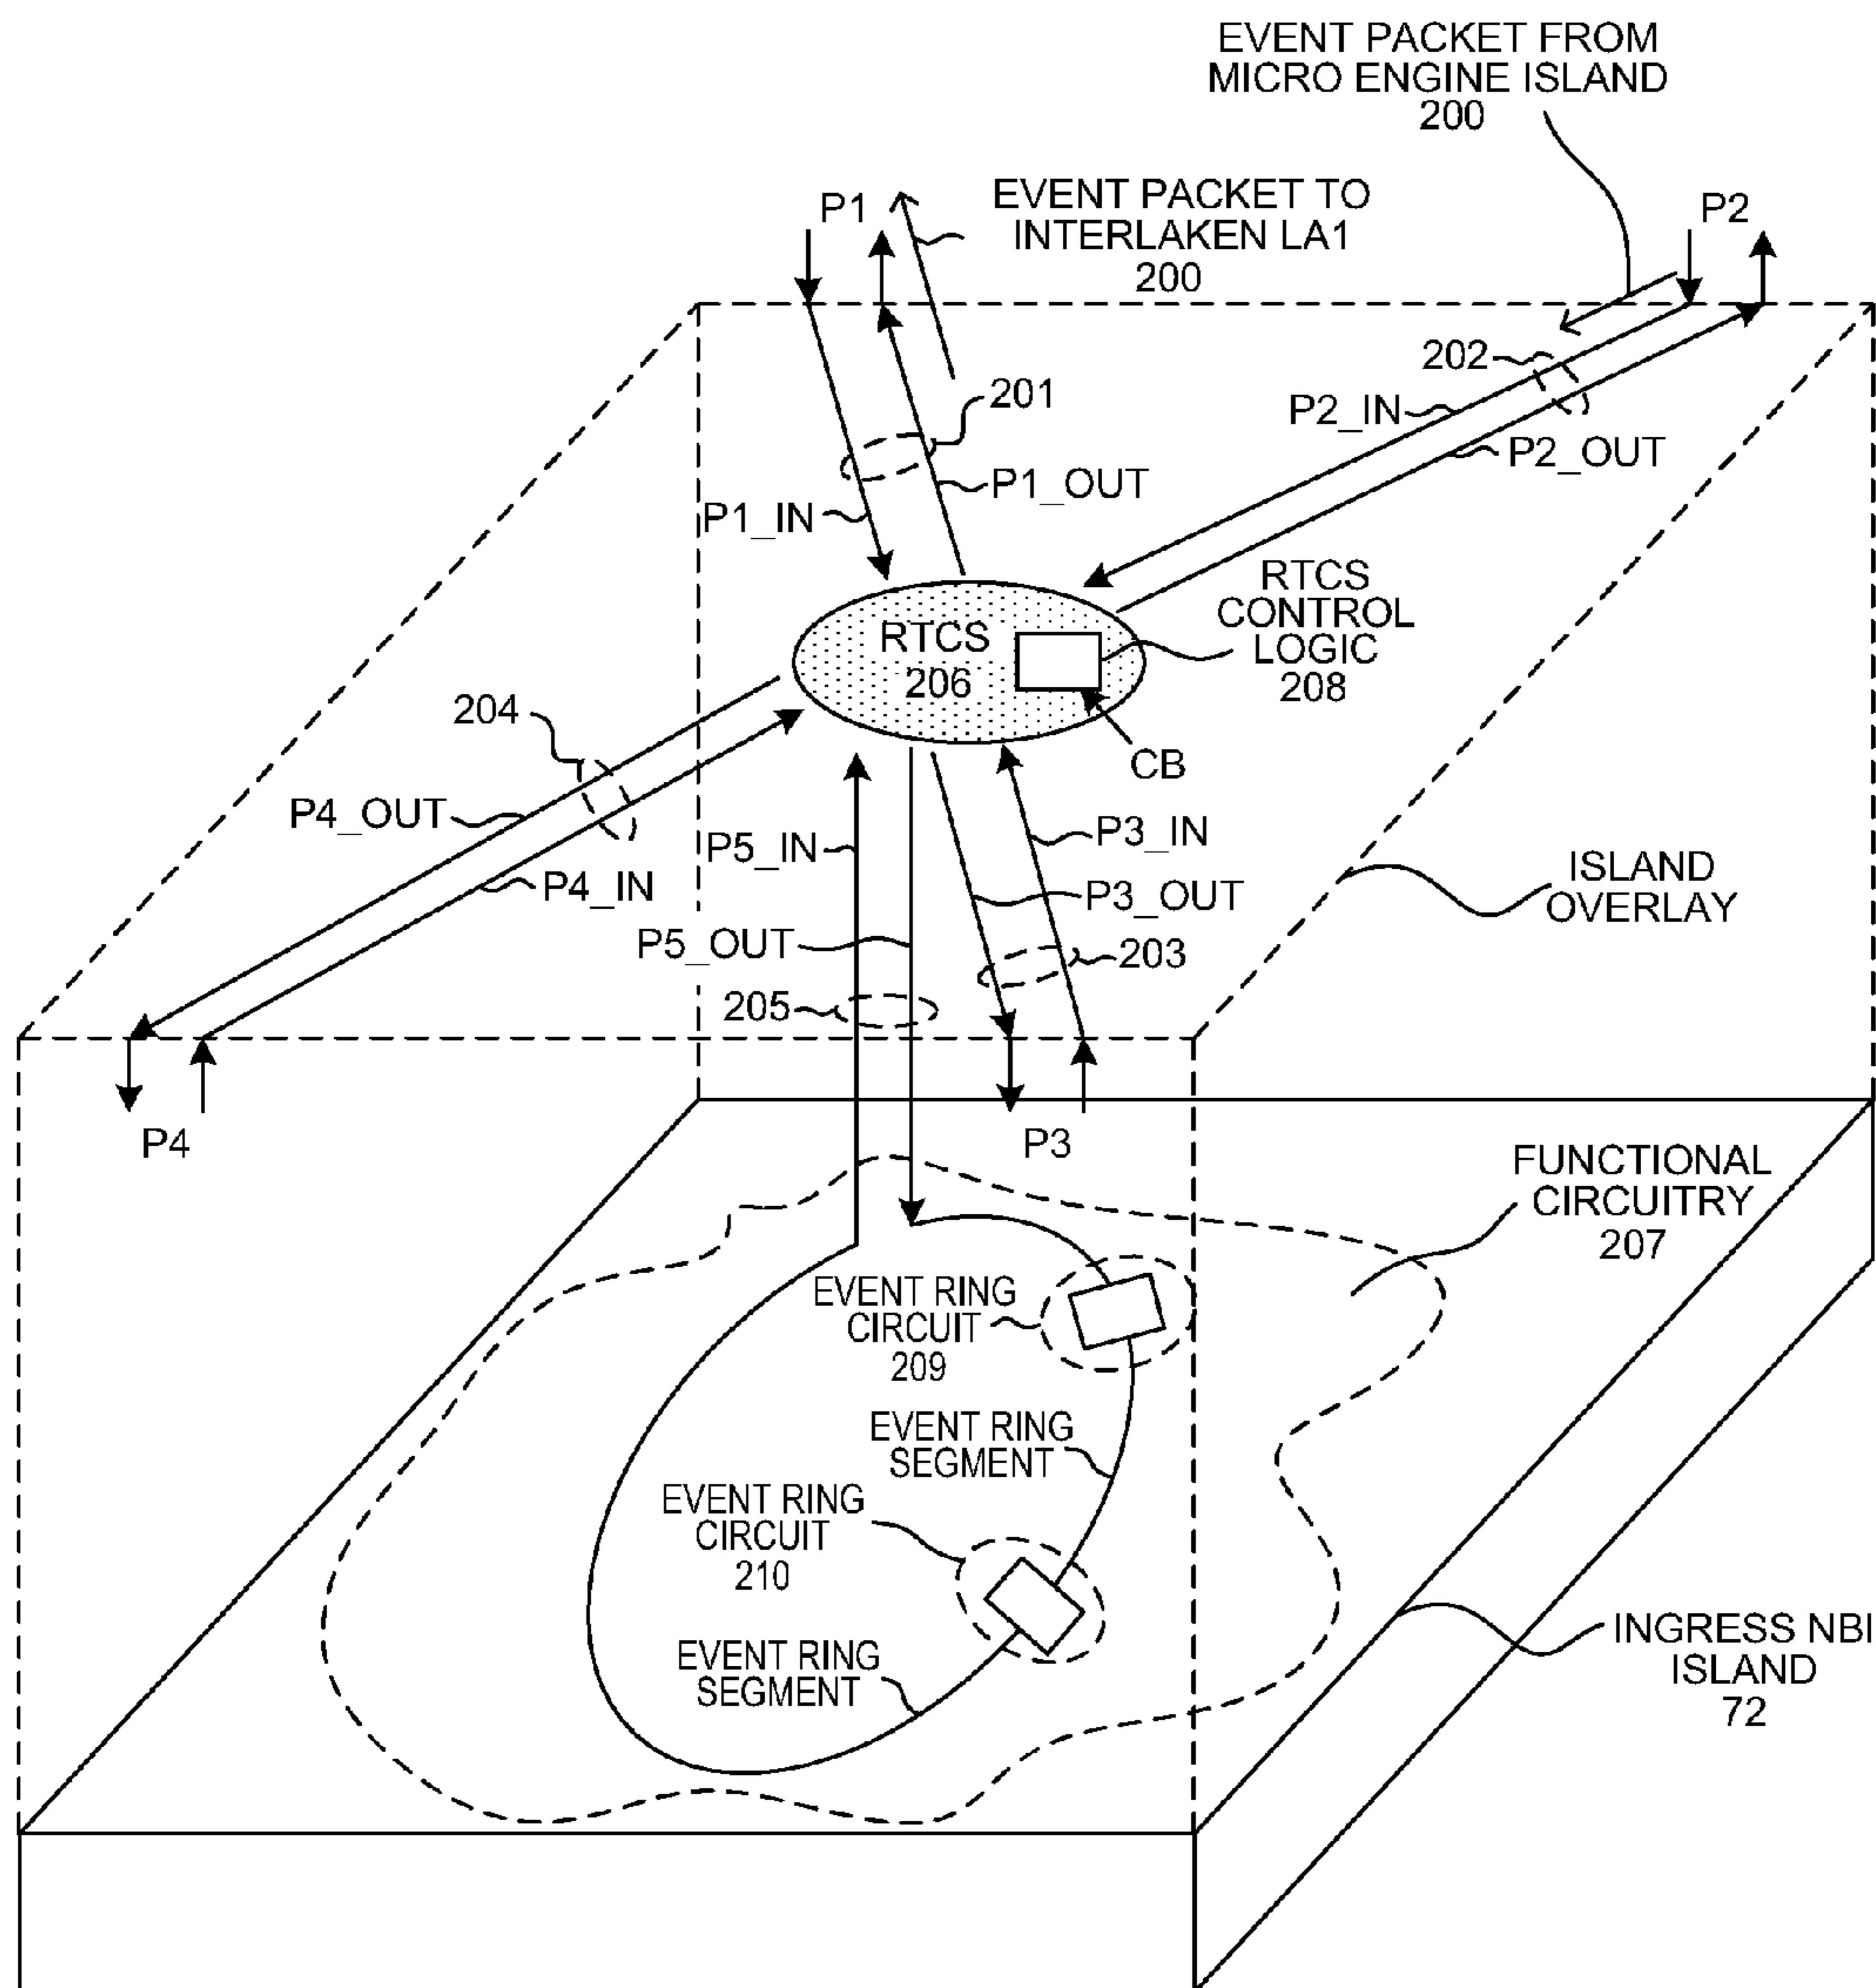 EVENT PACKET FROM
MICRO ENGINE ISLAND
200
P1
EVENT PACKET TO
INTERLAKEN LA1
200
P2
202
201
P2_IN
P2_OUT
P1_OUT
P1_IN
RTCS
CONTROL
LOGIC
208
RTCS
206
204
CB
P4_OUT
P5_IN
P3_IN
P4_IN
P3_OUT
ISLAND
OVERLAY
P5_OUT
203
205
P4
P3
FUNCTIONAL
CIRCUITRY
207
EVENT RING
CIRCUIT
209
EVENT RING
SEGMENT
EVENT RING
CIRCUIT
210
EVENT RING
SEGMENT
INGRESS NBI
ISLAND
72